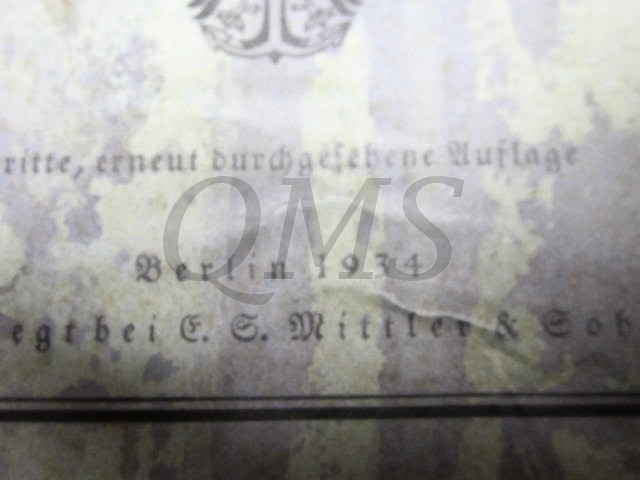 ritte, erneut durchgesehene Auflage
QMS
Berlin 1934
egt bei E. S. Mittler & Soh